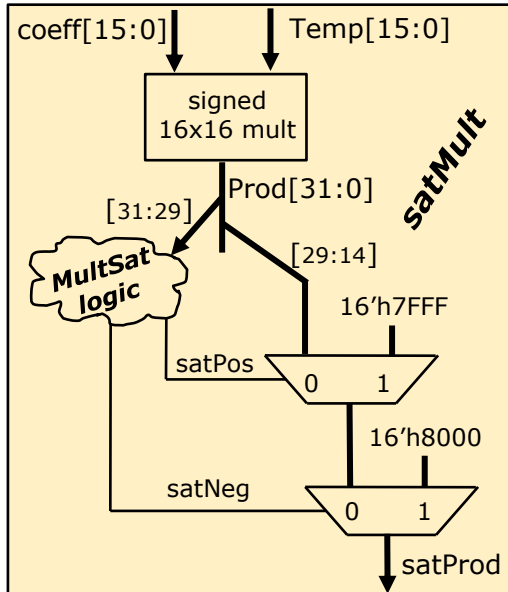 coeff[15:0]
Temp[15:0]
signed
16x16 mult
satMult
Prod[31:0]
[31:29]
[29:14]
MultSat
logic
16’h7FFF
satPos
0
1
16’h8000
satNeg
0
1
satProd